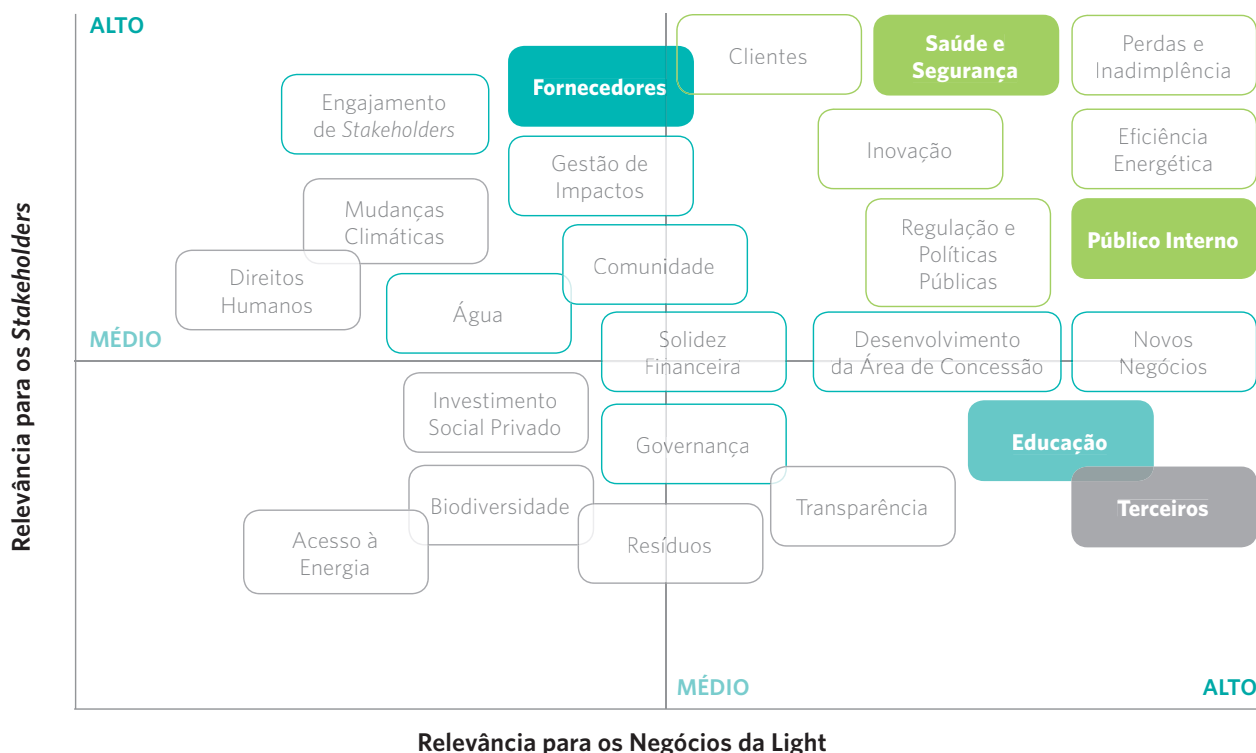 ALTO
Clientes
Saúde e
Segurança
Perdas e
Inadimplência
Fornecedores
Engajamento
de Stakeholders
Inovação
Eficiência
Energética
Gestão de
Impactos
Mudanças
Climáticas
Regulação e
Políticas
Públicas
Público Interno
Comunidade
Direitos
Humanos
Água
MÉDIO
Solidez
Financeira
Desenvolvimento
da Área de Concessão
Novos
Negócios
Investimento
Social Privado
Governança
Educação
Biodiversidade
Transparência
Terceiros
Acesso à
Energia
Resíduos
MÉDIO
ALTO
Relevância para os Stakeholders
Relevância para os Negócios da Light